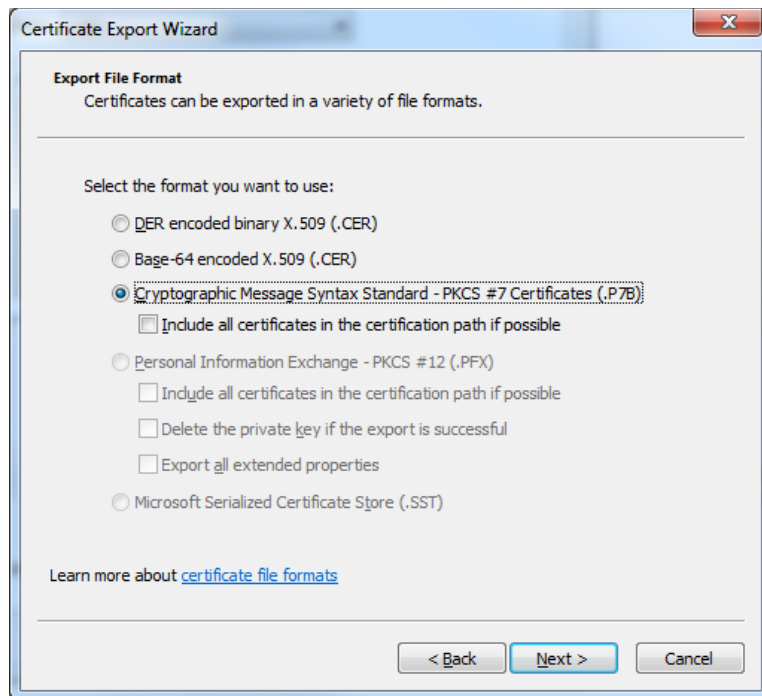 Certificate Export Wizard
Export File Format
Certificates can be exported in a variety of file formats.
Select the format you want to use:
DER encoded binary X.509 (.CER)
Base-64 encoded X.509 (.CER)
Cryptographic Message Syntax Standard - PKCS #7 Certificates (.P7B)
Include all certificates in the certification path if possible
Personal Information Exchange - PKCS #12 (.PFX)
Include all certificates in the certification path if possible
Delete the private key if the export is successful
Export all extended properties
Microsoft Serialized Certificate Store (.SST)
Learn more about certificate file formats
< Back Next > Cancel